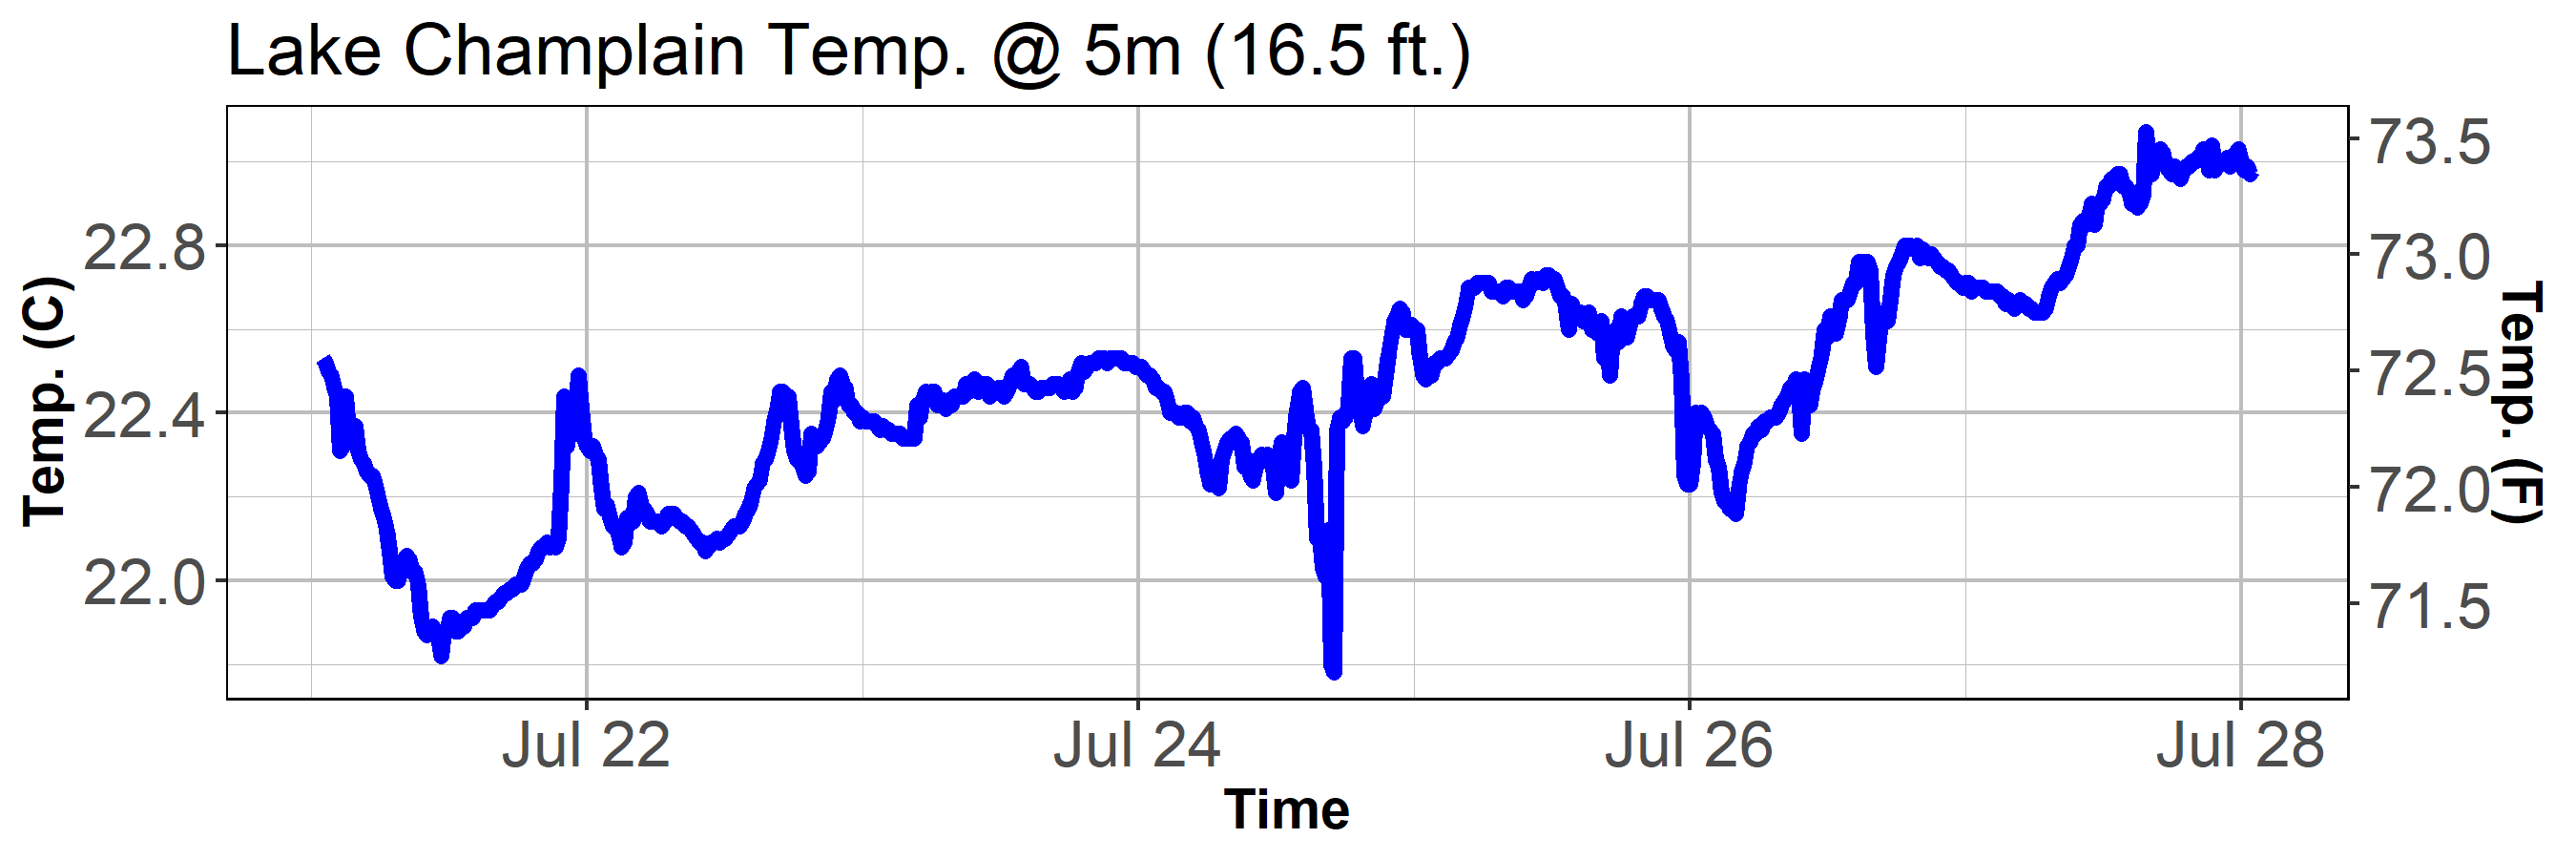 Lake Champlain Temp. @ 5m (16.5 ft.)
Temp. (C)
22.8
22.4
22.0
73.5
73.0
72.5
72.0
71.5
Temp. (F)
Jul 22 Jul 24 Jul 26 Jul 28
Time